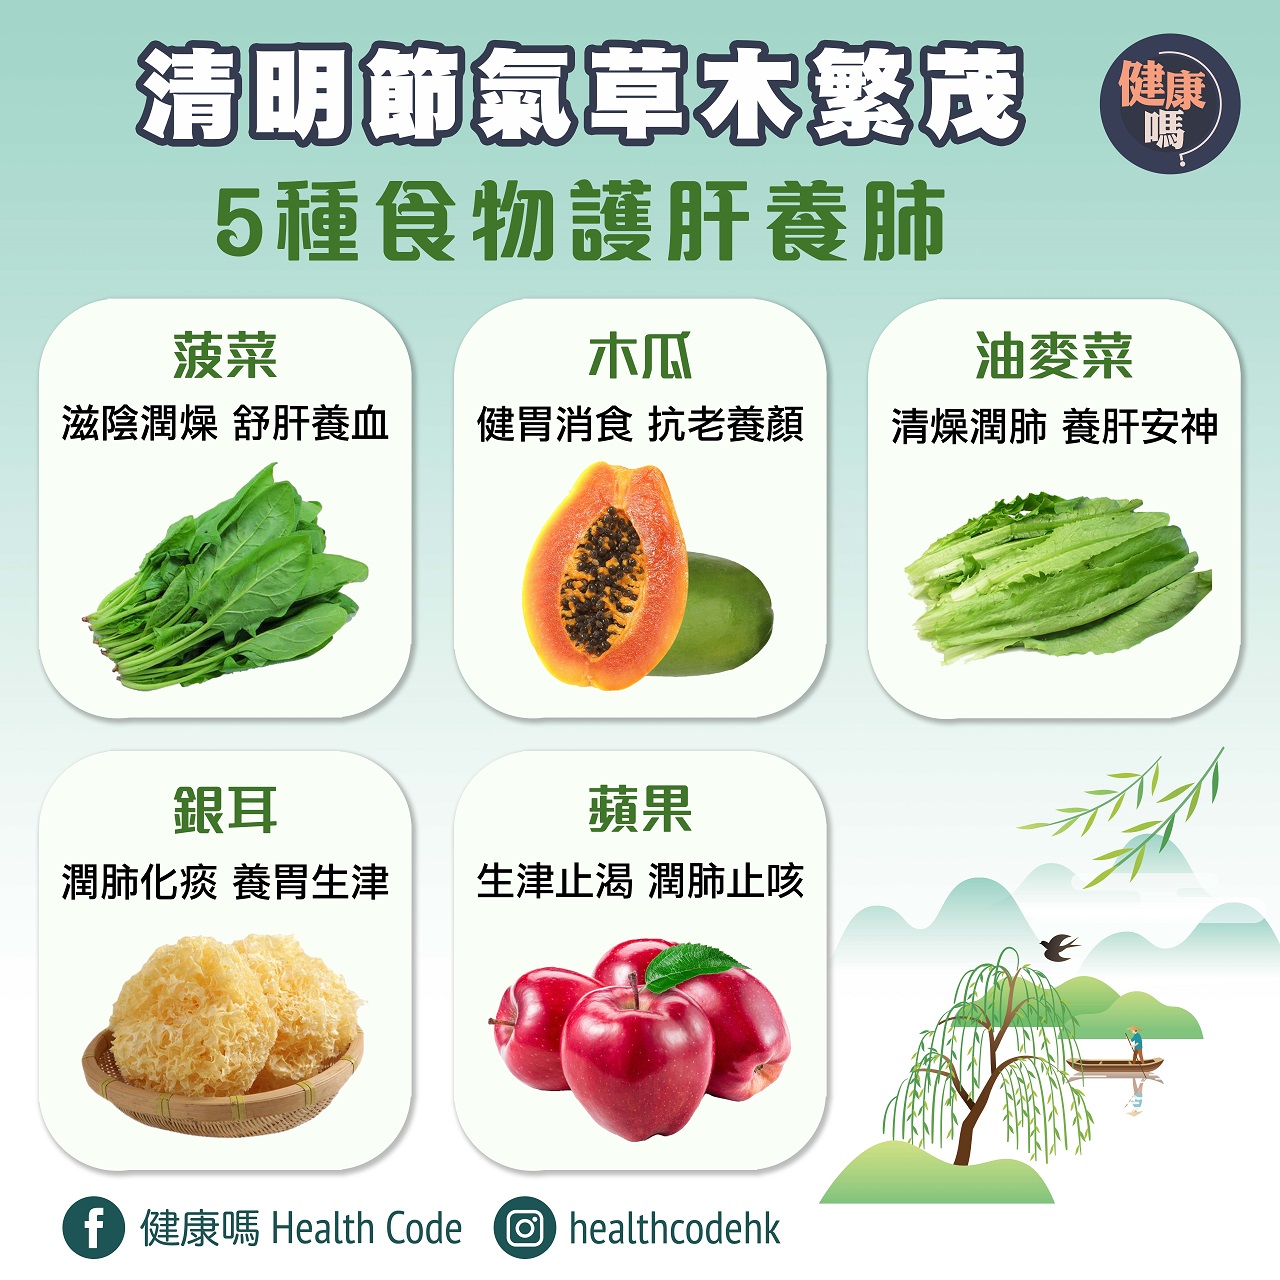 清明節氣草木繁茂
健康
嗎?
5種食物護肝養肺
菠菜
滋陰潤燥 舒肝養血
木瓜
健胃消食 抗老養顏
油麥菜
清燥潤肺 養肝安神
銀耳
潤肺化痰 養胃生津
蘋果
生津止渴 潤肺止咳
健康嗎 Health Code
healthcodehk